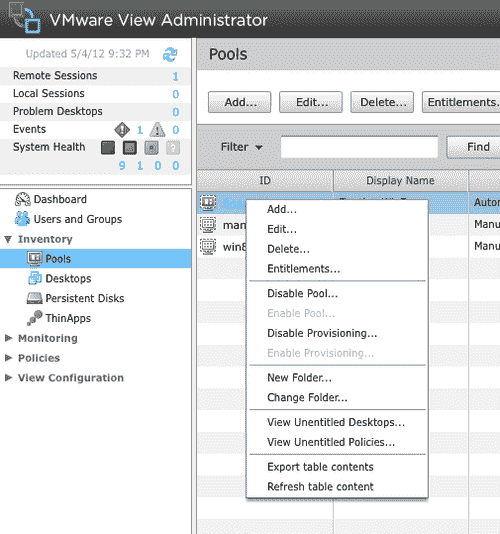 VMware View Administrator
Updated 5/4/12 9:32 PM
Remote Sessions 1
Local Sessions 0
Problem Desktops 0
Events 1 0
System Health ?
9 1 0 0
Dashboard
Users and Groups
Inventory
Pools
Desktops
Persistent Disks
ThinApps
Monitoring
Policies
View Configuration
Pools
Add... Edit... Delete... Entitlements...
Filter Find
ID Display Name
Autor
man Manu
win8 Manu
Add...
Edit...
Delete...
Entitlements...
Disable Pool...
Enable Pool...
Disable Provisioning...
Enable Provisioning...
New Folder...
Change Folder...
View Unentitled Desktops...
View Unentitled Policies...
Export table contents
Refresh table content